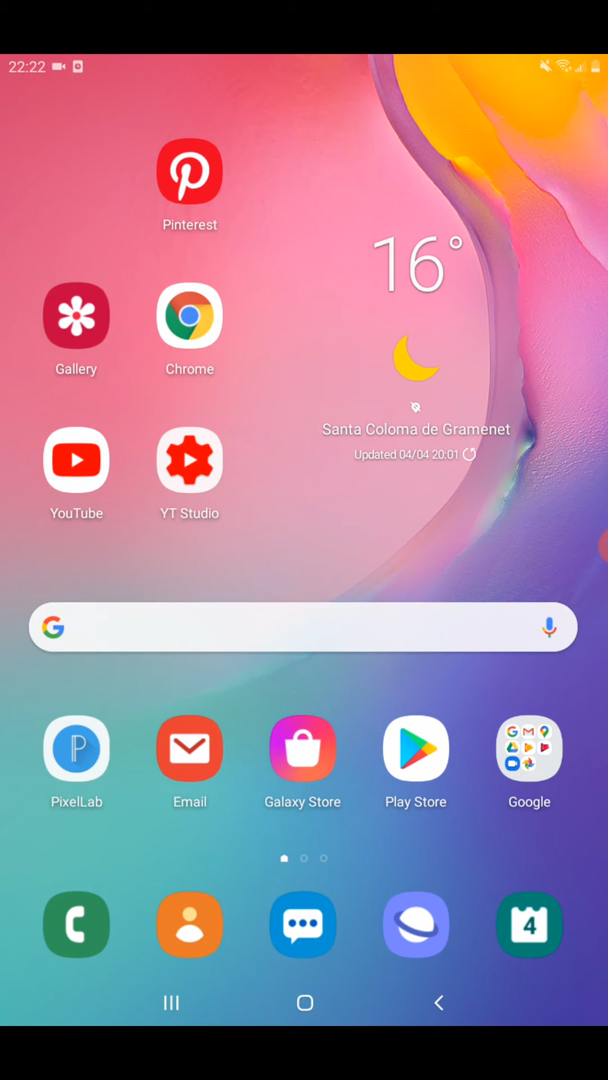 22:22
Pinterest
16°
Gallery
Chrome
Santa Coloma de Gramenet
Updated 04/04 20:01
YouTube
YT Studio
PixelLab
Email
Galaxy Store
Play Store
Google
4